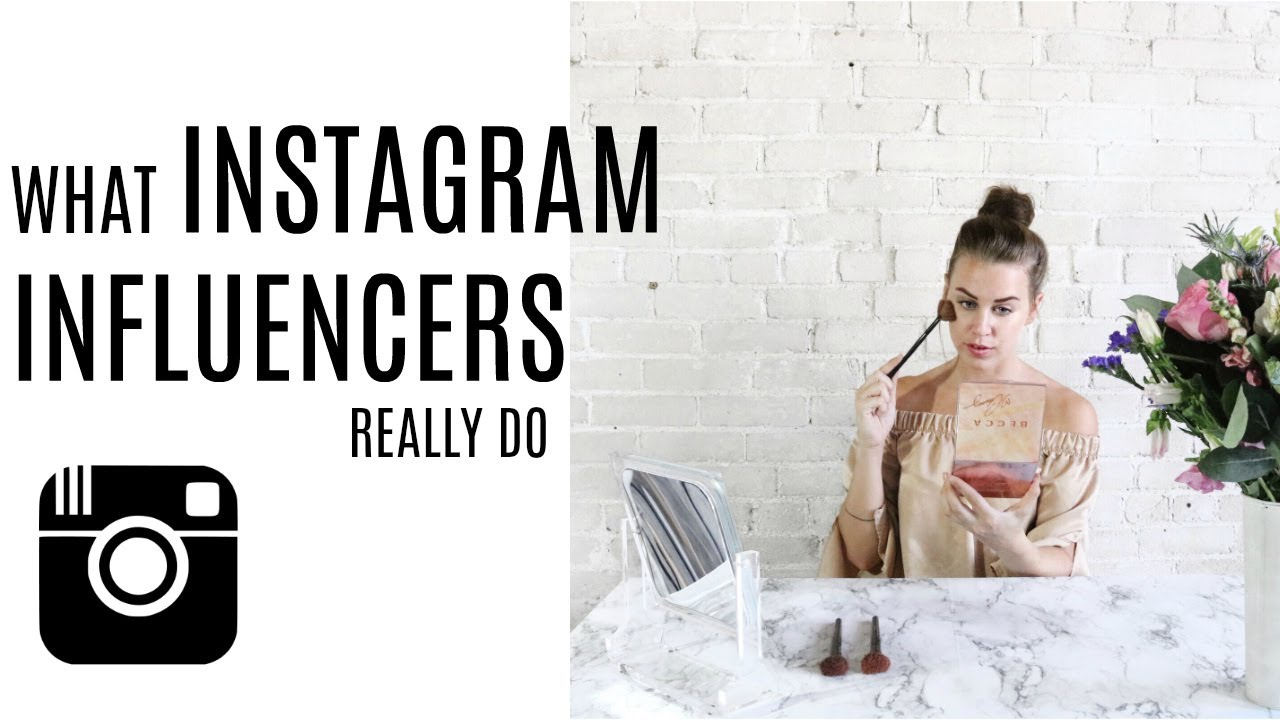 WHAT INSTAGRAM
INFLUENCERS
REALLY DO
BECCA